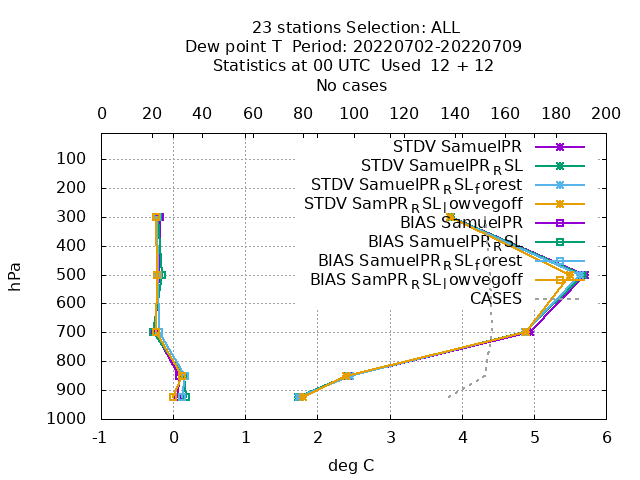 23 stations Selection: ALL
Dew point T  Period: 20220702-20220709
Statistics at 00 UTC  Used  12 + 12
No cases
0 20 40 60 80 100 120 140 160 180 200
STDV SamuelPR
100
STDV SamuelPR_RSL
STDV SamuelPR_RSL_forest
200
STDV SamPR_RSL_lowvegoff
300
BIAS SamuelPR
BIAS SamuelPR_RSL
400
BIAS SamuelPR_RSL_forest
500
BIAS SamPR_RSL_lowvegoff
CASES
600
700
800
900
1000
hPa
-1 0 1 2 3 4 5 6
deg C